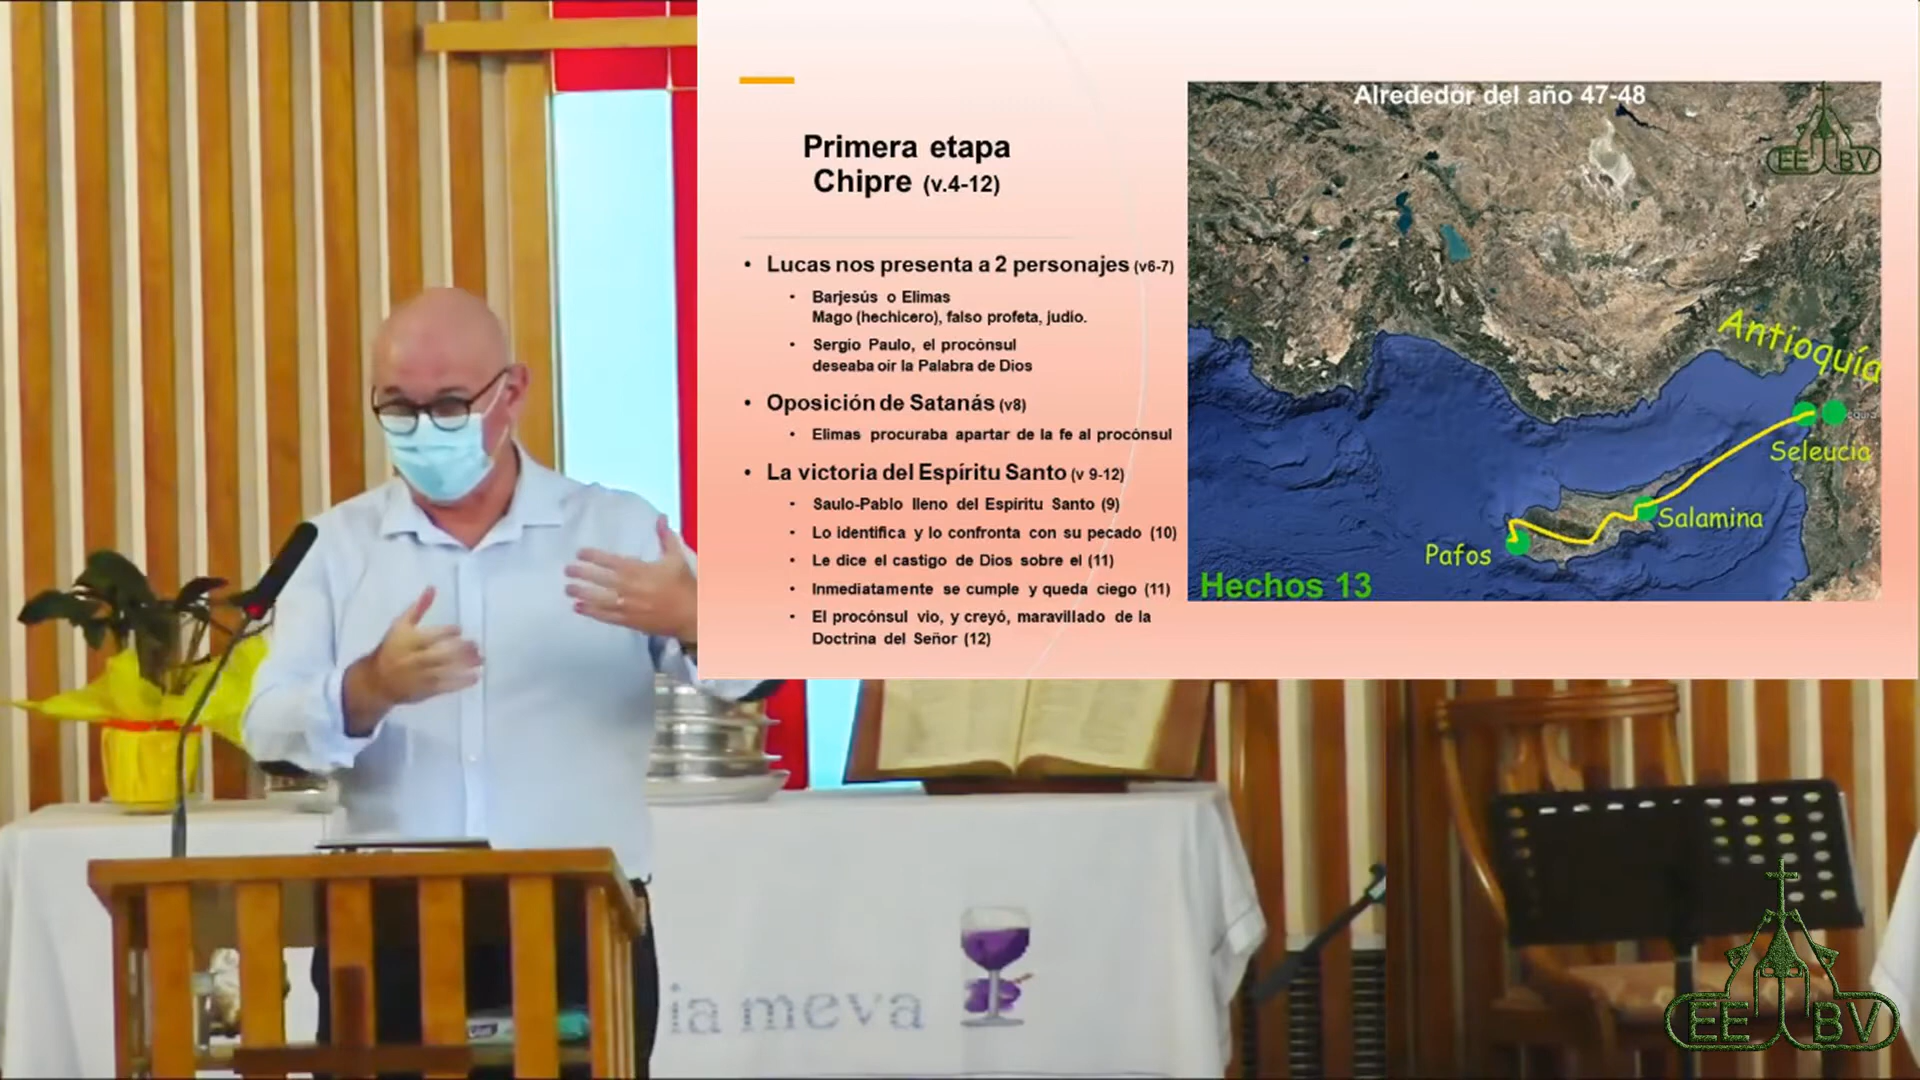 Primera etapa
Chipre (v.4-12)
• Lucas nos presenta a 2 personajes (v6-7)
• Barjesús o Elimas
Mago (hechicero), falso profeta, judio.
• Sergio Paulo, el procónsul
deseaba oir la Palabra de Dios
• Oposición de Satanás (v8)
• Elimas procuraba apartar de la fe al procónsul
• La victoria del Espíritu Santo (v 9-12)
• Saulo-Pablo lleno del Espíritu Santo (9)
• Lo identifica y lo confronta con su pecado (10)
• Le dice el castigo de Dios sobre el (11)
• Inmediatamente se cumple y queda ciego (11)
• El procónsul vio, y creyó, maravillado de la
Doctrina del Señor (12)
Alrededor del año 47-48
EE BV
Antioquía
Seleucia
Salamina
Pafos
Hechos 13
ia meva
EE BV